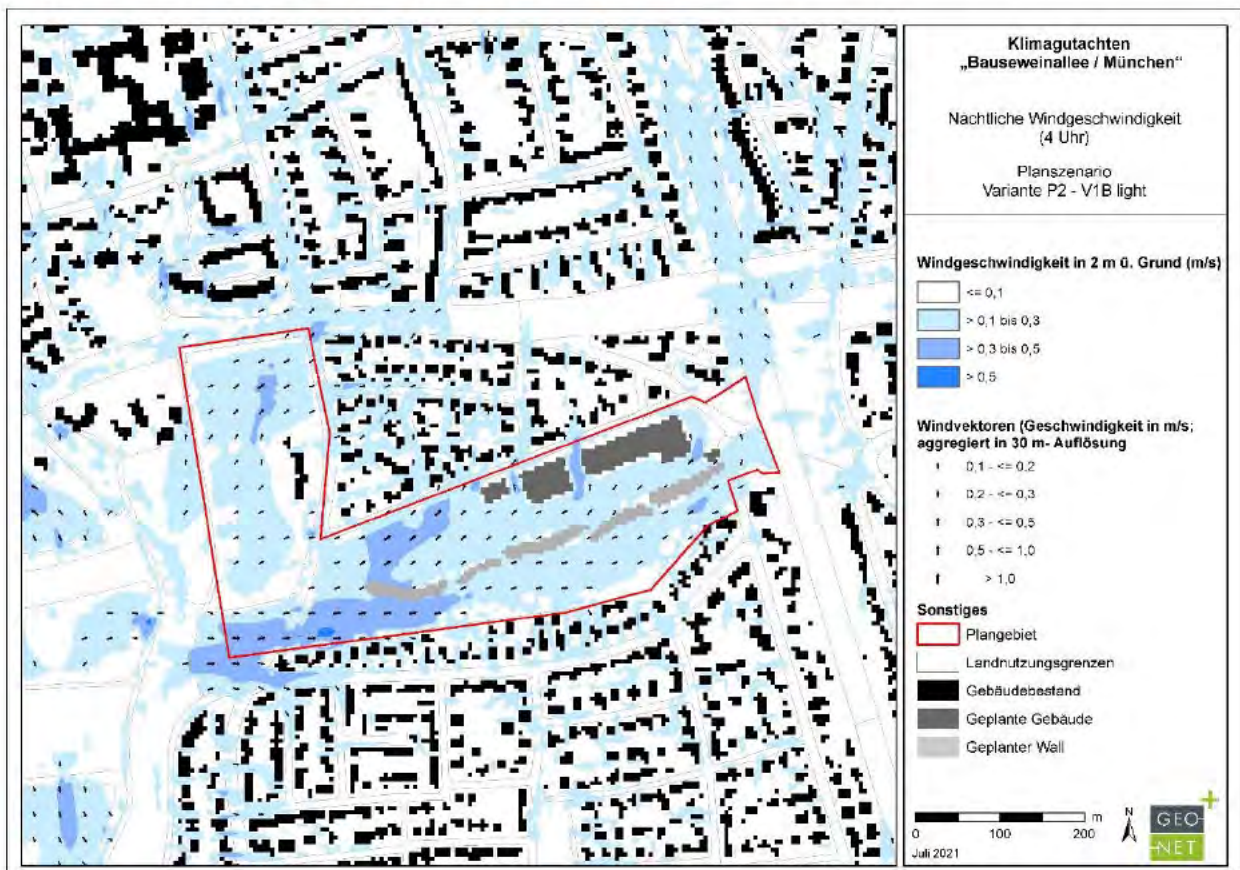 Klimagutachten
„Bauseweinallee / München“
Nächtliche Windgeschwindigkeit
(4 Uhr)
Planszenario
Variante P2 - V1B light
Windgeschwindigkeit in 2 m ü. Grund (m/s)
<= 0,1
> 0,1 bis 0,3
> 0,3 bis 0,5
> 0,5
Windvektoren (Geschwindigkeit in m/s;
aggregiert in 30 m- Auflösung
0,1 - <= 0.2
0,2 - <= 0,3
0,3 - <= 0,5
0,5 - <= 1,0
> 1,0
Sonstiges
Plangebiet
Landnutzungsgrenzen
Gebäudebestand
Geplante Gebäude
Geplanter Wall
m
0 100 200
N
Juli 2021
GEO-
-NET